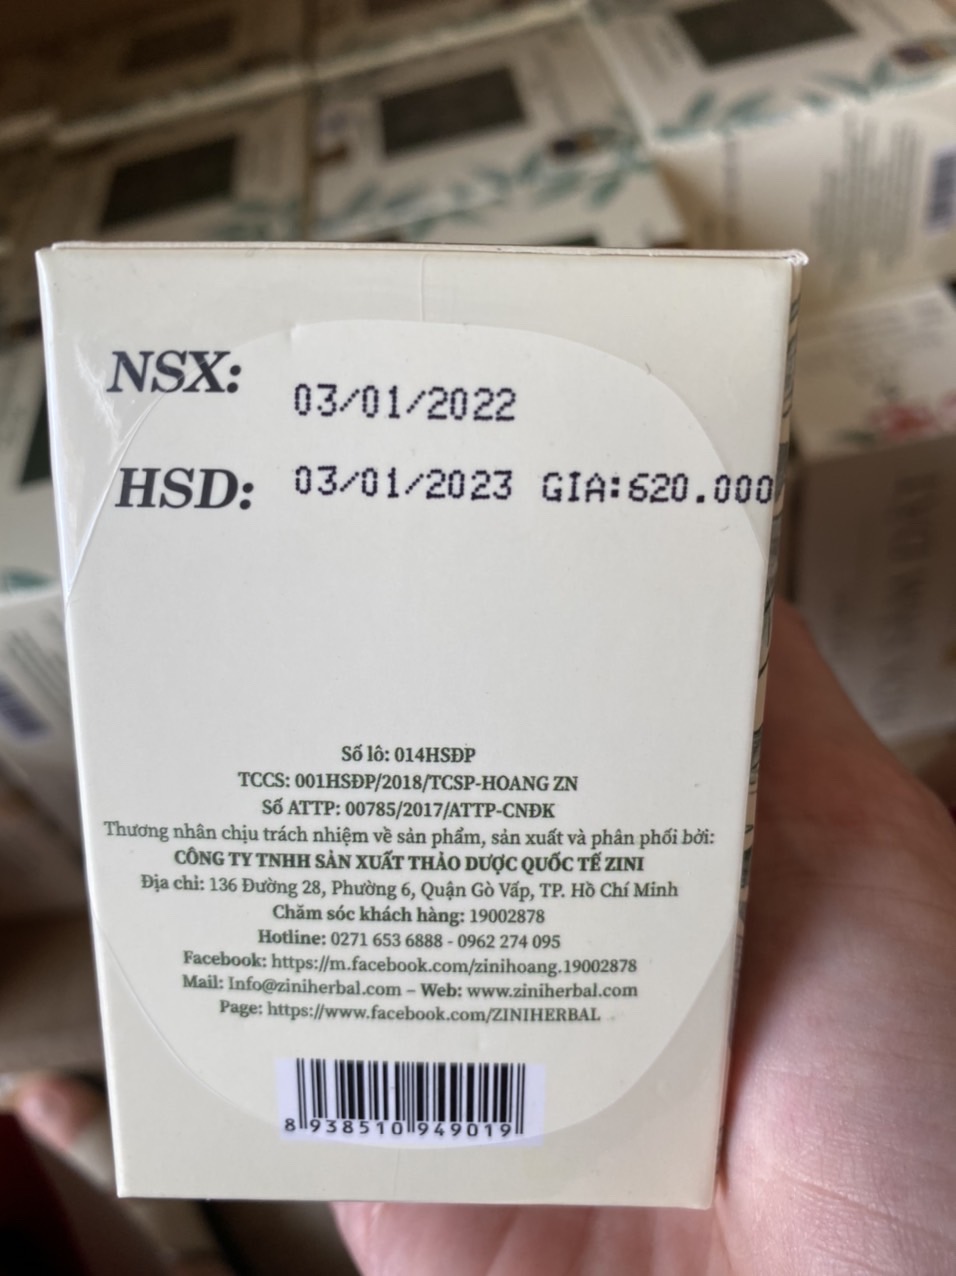 NSX: 03/01/2022
HSD: 03/01/2023 GIA:620.000
Số lô: 014HSĐP
TCCS: 001HSĐP/2018/TCSP-HOANG ZN
Số ATTP: 00785/2017/ATTP-CNĐK
Thương nhân chịu trách nhiệm về sản phẩm, sản xuất và phân phối bởi:
CÔNG TY TNHH SẢN XUẤT THẢO DƯỢC QUỐC TẾ ZINI
Địa chỉ: 136 Đường 28, Phường 6, Quận Gò Vấp, TP. Hồ Chí Minh
Chăm sóc khách hàng: 19002878
Hotline: 0271 653 6888 - 0962 274 095
Facebook: https://m.facebook.com/zinihoang.19002878
Mail: Info@ziniherbal.com – Web: www.ziniherbal.com
Page: https://www.facebook.com/ZINIHERBAL
8 938510 949019